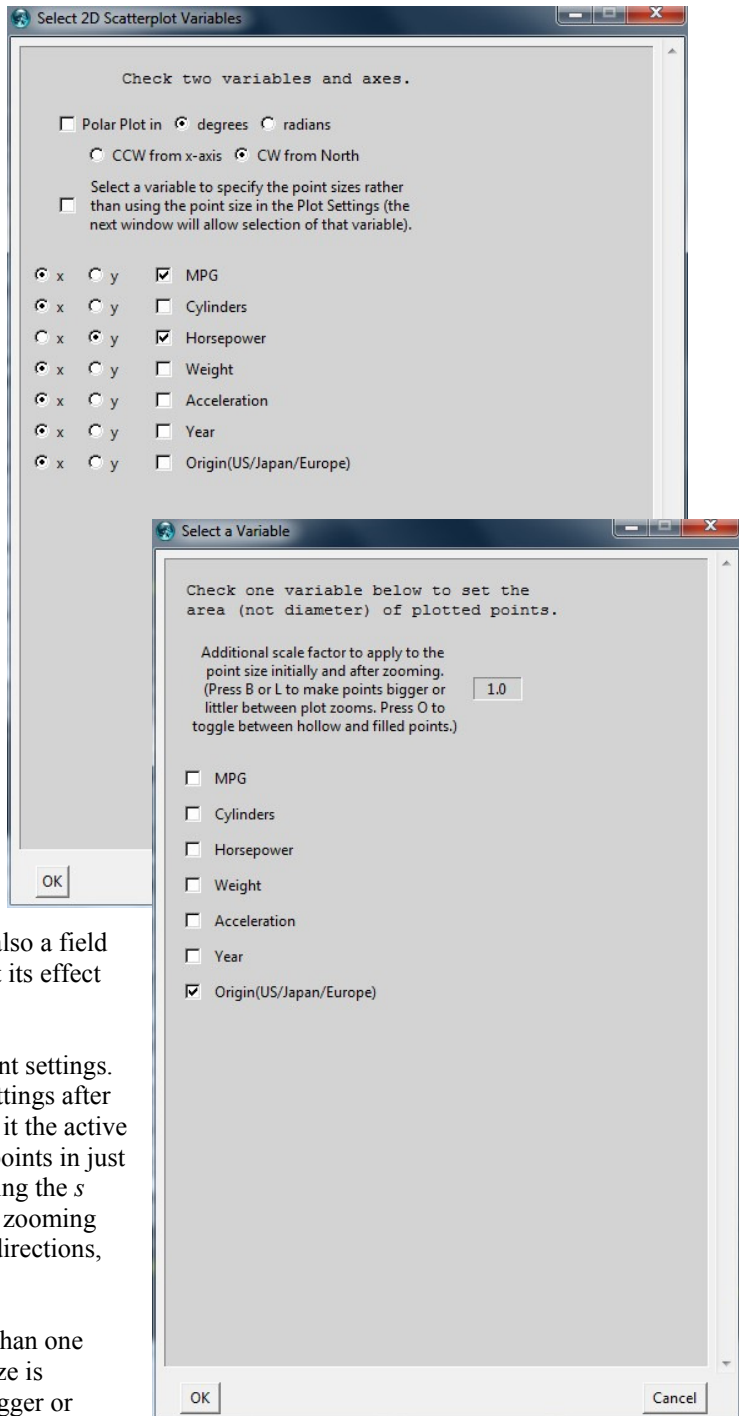 Select 2D Scatterplot Variables
Check two variables and axes.
Polar Plot in degrees radians
CCW from x-axis CW from North
Select a variable to specify the point sizes rather
than using the point size in the Plot Settings (the
next window will allow selection of that variable).
x y MPG
x y Cylinders
x y Horsepower
x y Weight
x y Acceleration
x y Year
x y Origin(US/Japan/Europe)
OK
Select a Variable
Check one variable below to set the
area (not diameter) of plotted points.
Additional scale factor to apply to the
point size initially and after zooming.
(Press B or L to make points bigger or
littler between plot zooms. Press O to
toggle between hollow and filled points.)
1.0
MPG
Cylinders
Horsepower
Weight
Acceleration
Year
Origin(US/Japan/Europe)
OK Cancel
also a field
its effect
nt settings.
ttings after
it the active
oints in just
ing the s
zooming
directions,
han one
ze is
gger or